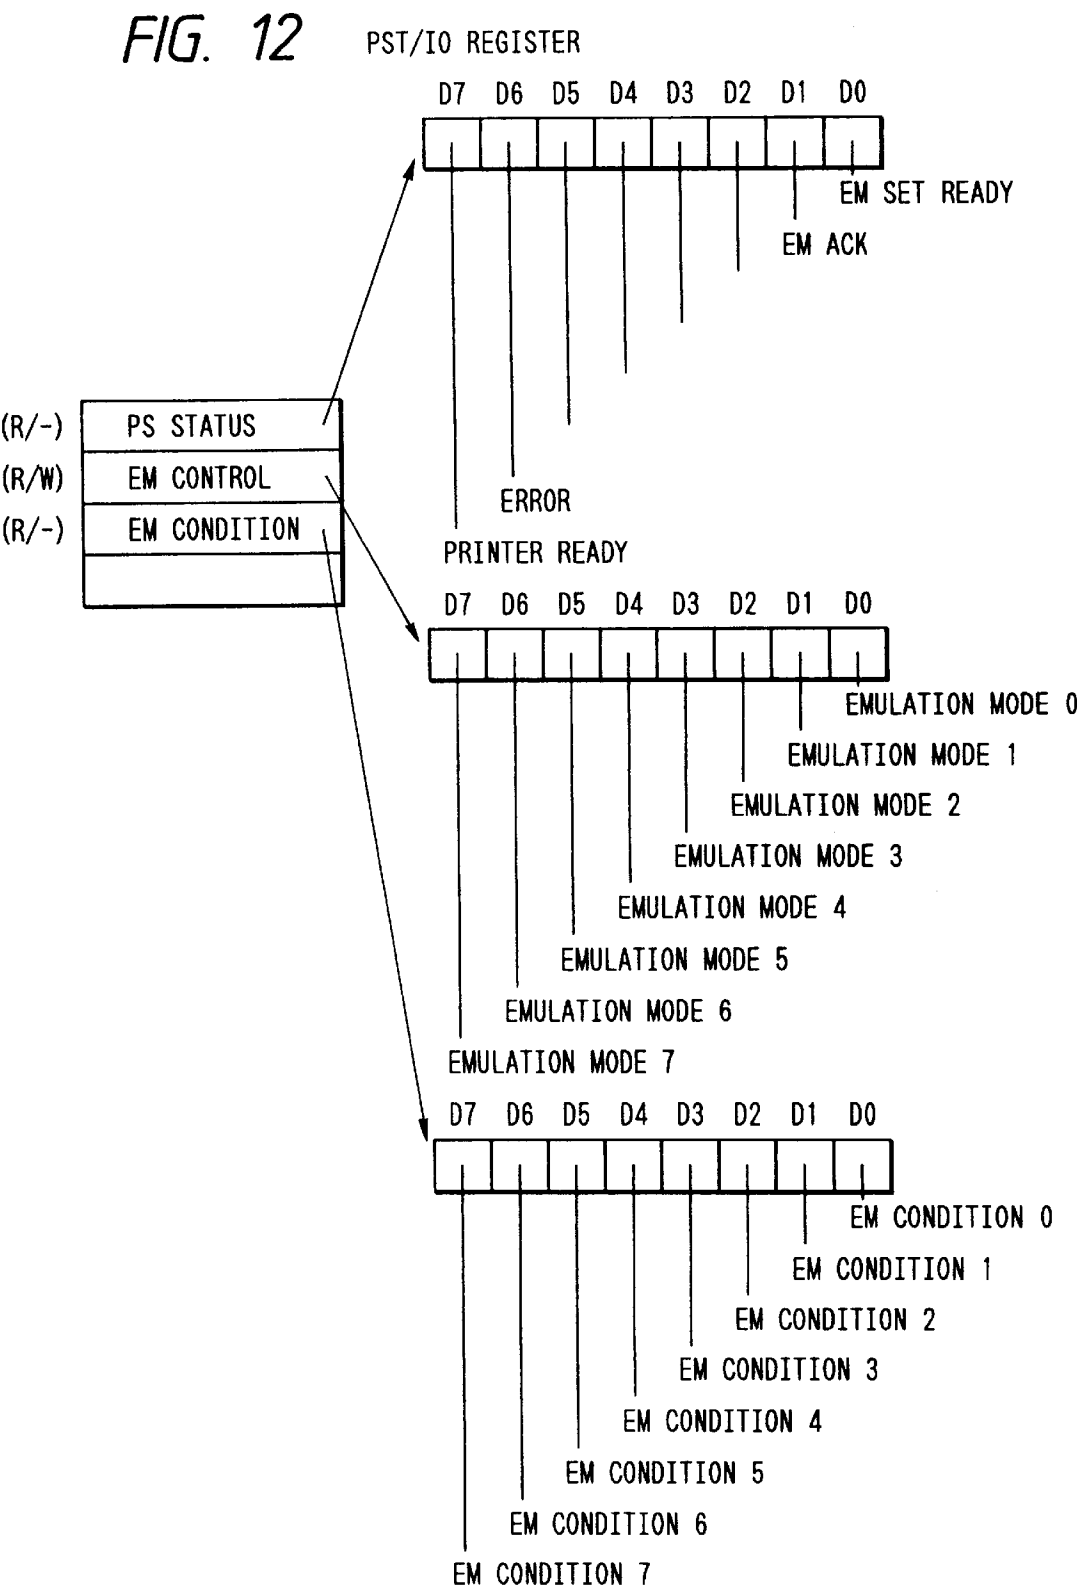 FIG. 12
PST/IO REGISTER
D7 D6 D5 D4 D3 D2 D1 D0
EM SET READY
EM ACK
(R/-) PS STATUS
(R/W) EM CONTROL
ERROR
(R/-) EM CONDITION
PRINTER READY
D7 D6 D5 D4 D3 D2 D1 D0
EMULATION MODE 0
EMULATION MODE 1
EMULATION MODE 2
EMULATION MODE 3
EMULATION MODE 4
EMULATION MODE 5
EMULATION MODE 6
EMULATION MODE 7
D7 D6 D5 D4 D3 D2 D1 D0
EM CONDITION 0
EM CONDITION 1
EM CONDITION 2
EM CONDITION 3
EM CONDITION 4
EM CONDITION 5
EM CONDITION 6
EM CONDITION 7